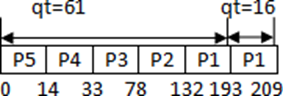 qt=61 qt=16
P5 P4 P3 P2 P1 P1
0 14 33 78 132 193 209